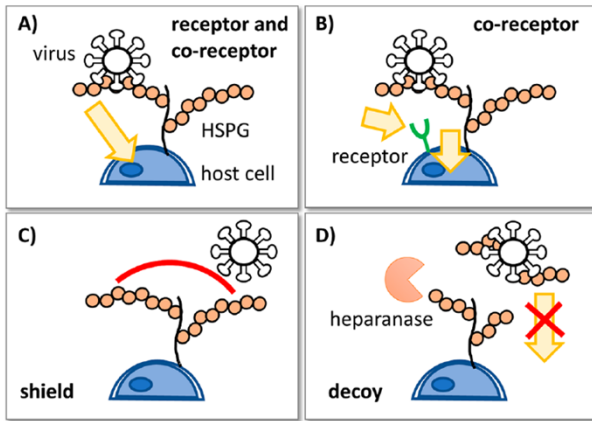 A) receptor and
co-receptor
virus
HSPG
host cell
B) co-receptor
receptor
C)
shield
D)
heparanase
decoy